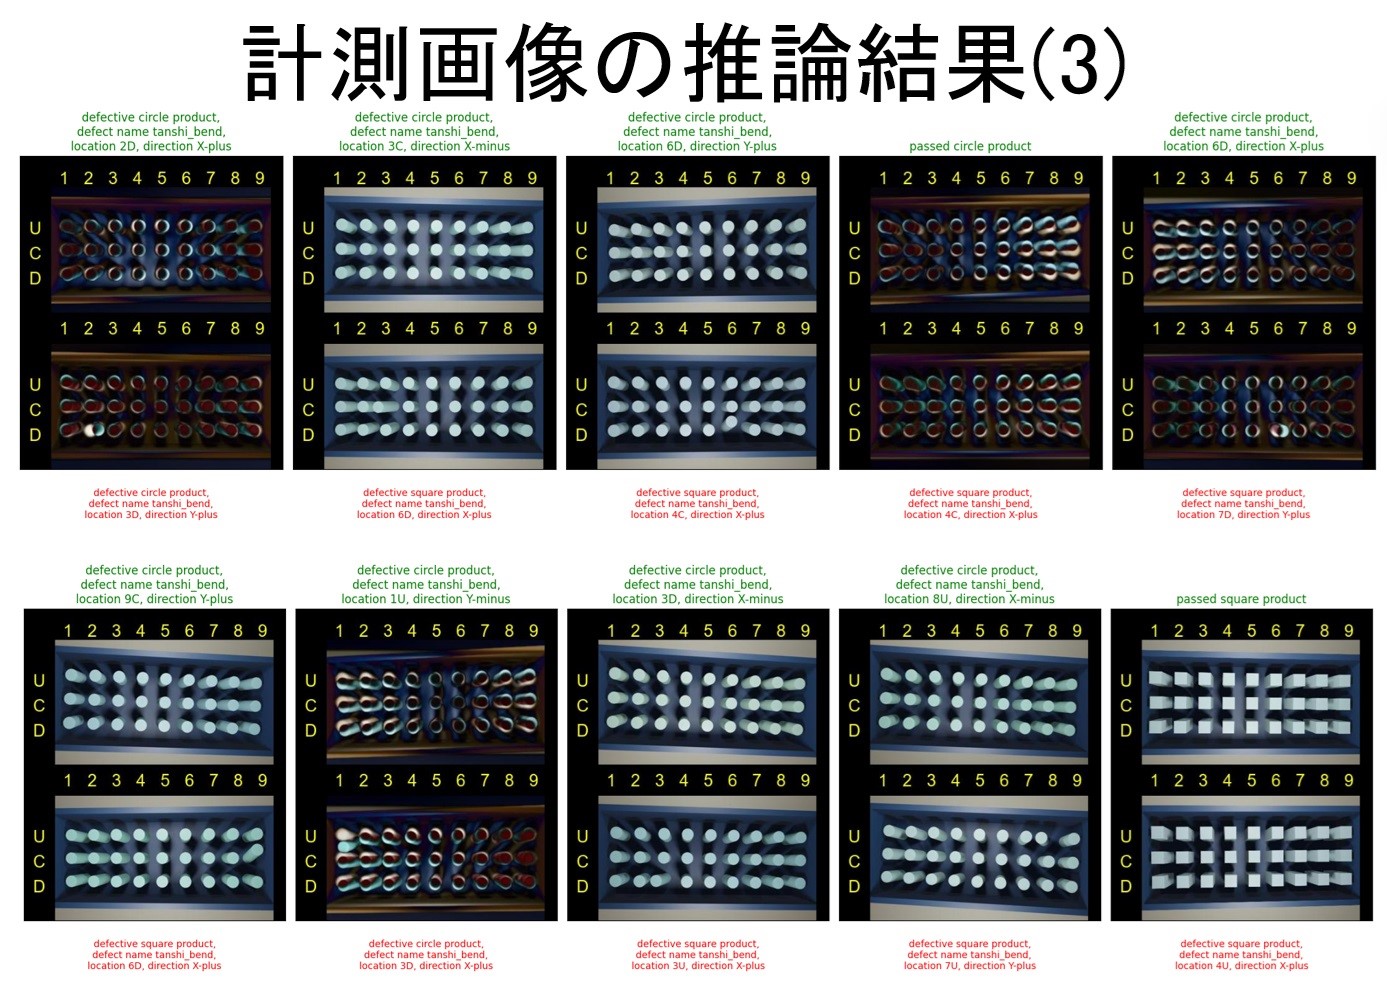 計測画像の推論結果(3)
defective circle product,
defect name tanshi_bend,
location 2D, direction X-plus
defective circle product,
defect name tanshi_bend,
location 3C, direction X-minus
defective circle product,
defect name tanshi_bend,
location 6D, direction Y-plus
passed circle product
defective circle product,
defect name tanshi_bend,
location 6D, direction X-plus
1 2 3 4 5 6 7 8 9
U
C
D
1 2 3 4 5 6 7 8 9
U
C
D
1 2 3 4 5 6 7 8 9
U
C
D
1 2 3 4 5 6 7 8 9
U
C
D
1 2 3 4 5 6 7 8 9
U
C
D
1 2 3 4 5 6 7 8 9
U
C
D
1 2 3 4 5 6 7 8 9
U
C
D
1 2 3 4 5 6 7 8 9
U
C
D
1 2 3 4 5 6 7 8 9
U
C
D
1 2 3 4 5 6 7 8 9
U
C
D
defective circle product,
defect name tanshi_bend,
location 3D, direction Y-plus
defective square product,
defect name tanshi_bend,
location 6D, direction X-plus
defective square product,
defect name tanshi_bend,
location 4C, direction X-plus
defective square product,
defect name tanshi_bend,
location 4C, direction X-plus
defective square product,
defect name tanshi_bend,
location 7D, direction Y-plus
defective circle product,
defect name tanshi_bend,
location 9C, direction Y-plus
defective circle product,
defect name tanshi_bend,
location 1U, direction Y-minus
defective circle product,
defect name tanshi_bend,
location 3D, direction X-minus
defective circle product,
defect name tanshi_bend,
location 8U, direction X-minus
passed square product
1 2 3 4 5 6 7 8 9
U
C
D
1 2 3 4 5 6 7 8 9
U
C
D
1 2 3 4 5 6 7 8 9
U
C
D
1 2 3 4 5 6 7 8 9
U
C
D
1 2 3 4 5 6 7 8 9
U
C
D
1 2 3 4 5 6 7 8 9
U
C
D
1 2 3 4 5 6 7 8 9
U
C
D
1 2 3 4 5 6 7 8 9
U
C
D
1 2 3 4 5 6 7 8 9
U
C
D
1 2 3 4 5 6 7 8 9
U
C
D
defective square product,
defect name tanshi_bend,
location 6D, direction X-plus
defective circle product,
defect name tanshi_bend,
location 3D, direction X-plus
defective square product,
defect name tanshi_bend,
location 3U, direction X-plus
defective square product,
defect name tanshi_bend,
location 7U, direction Y-plus
defective square product,
defect name tanshi_bend,
location 4U, direction X-plus